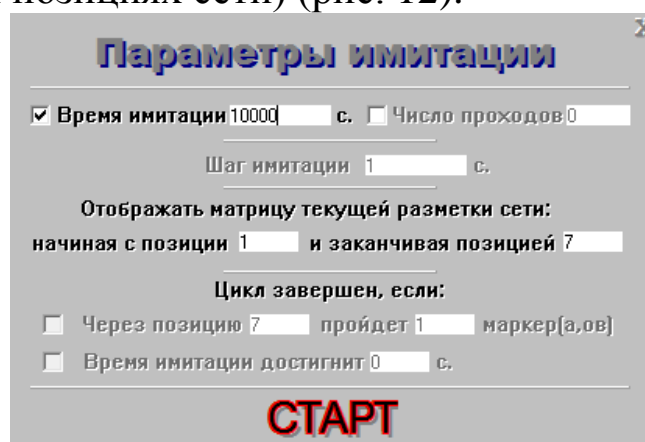 позициях сети) (рис. 12).
Параметры имитации
Время имитации 10000 с. Число проходов 0
Шаг имитации 1 с.
Отображать матрицу текущей разметки сети:
начиная с позиции 1 и заканчивая позицией 7
Цикл завершен, если:
Через позицию 7 пройдет 1 маркер(а,ов)
Время имитации достигнит 0 с.
СТАРТ